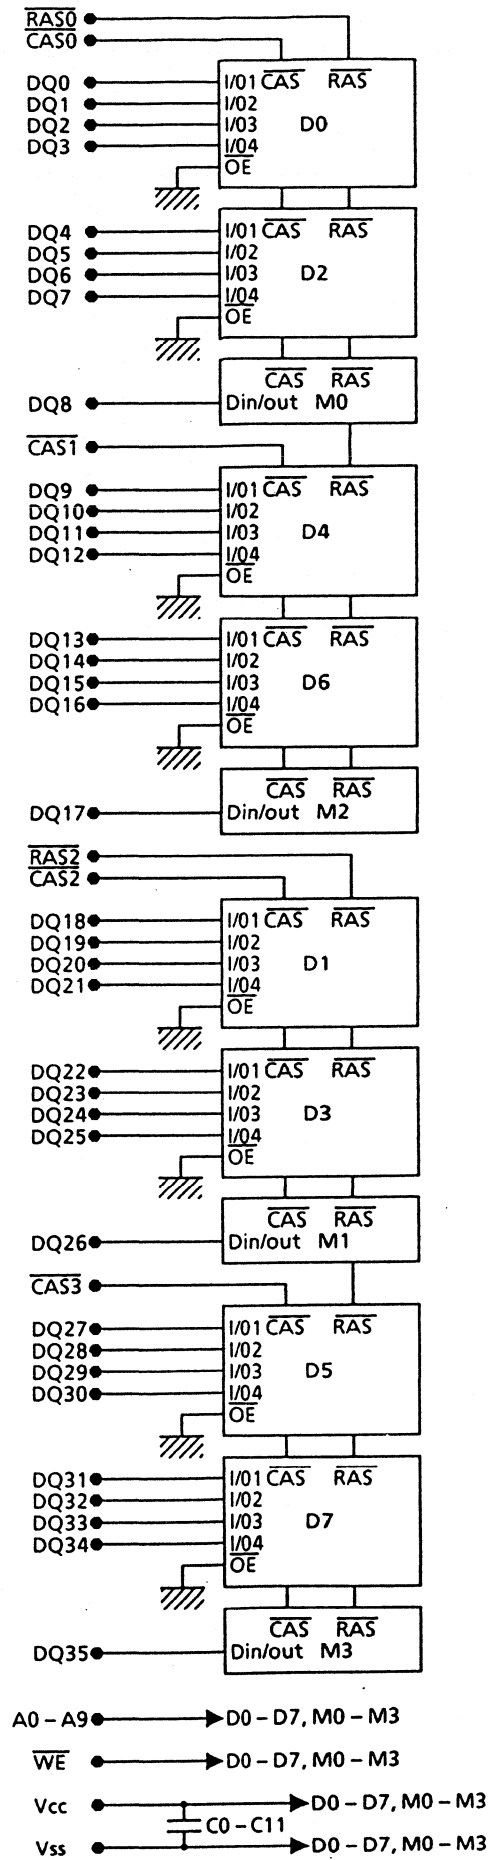 RAS0
CAS0
DQ0 I/01 CAS RAS
DQ1 I/02
DQ2 I/03 D0
DQ3 I/04
OE
DQ4 I/01 CAS RAS
DQ5 I/02
DQ6 I/03 D2
DQ7 I/04
OE
CAS RAS
DQ8 Din/out M0
CAS1
DQ9 I/01 CAS RAS
DQ10 I/02
DQ11 I/03 D4
DQ12 I/04
OE
DQ13 I/01 CAS RAS
DQ14 I/02
DQ15 I/03 D6
DQ16 I/04
OE
CAS RAS
DQ17 Din/out M2
RAS2
CAS2
DQ18 I/01 CAS RAS
DQ19 I/02
DQ20 I/03 D1
DQ21 I/04
OE
DQ22 I/01 CAS RAS
DQ23 I/02
DQ24 I/03 D3
DQ25 I/04
OE
CAS RAS
DQ26 Din/out M1
CAS3
DQ27 I/01 CAS RAS
DQ28 I/02
DQ29 I/03 D5
DQ30 I/04
OE
DQ31 I/01 CAS RAS
DQ32 I/02
DQ33 I/03 D7
DQ34 I/04
OE
CAS RAS
DQ35 Din/out M3
A0 – A9 D0 – D7, M0 – M3
WE D0 – D7, M0 – M3
Vcc D0 – D7, M0 – M3
C0 – C11
Vss D0 – D7, M0 – M3